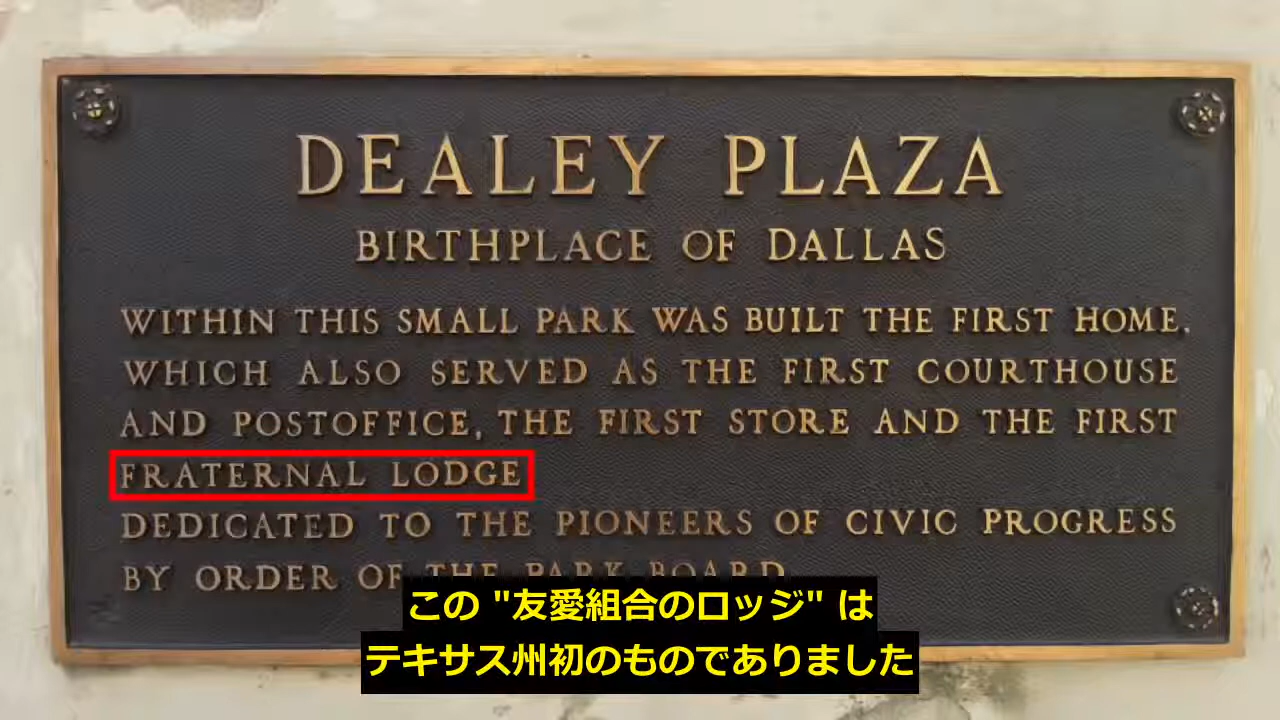 DEALEY PLAZA
BIRTHPLACE OF DALLAS
WITHIN THIS SMALL PARK WAS BUILT THE FIRST HOME,
WHICH ALSO SERVED AS THE FIRST COURTHOUSE
AND POSTOFFICE, THE FIRST STORE AND THE FIRST
FRATERNAL LODGE
DEDICATED TO THE PIONEERS OF CIVIC PROGRESS
BY ORDER OF THE PARK BOARD
この "友愛組合のロッジ" は
テキサス州初のものでありました